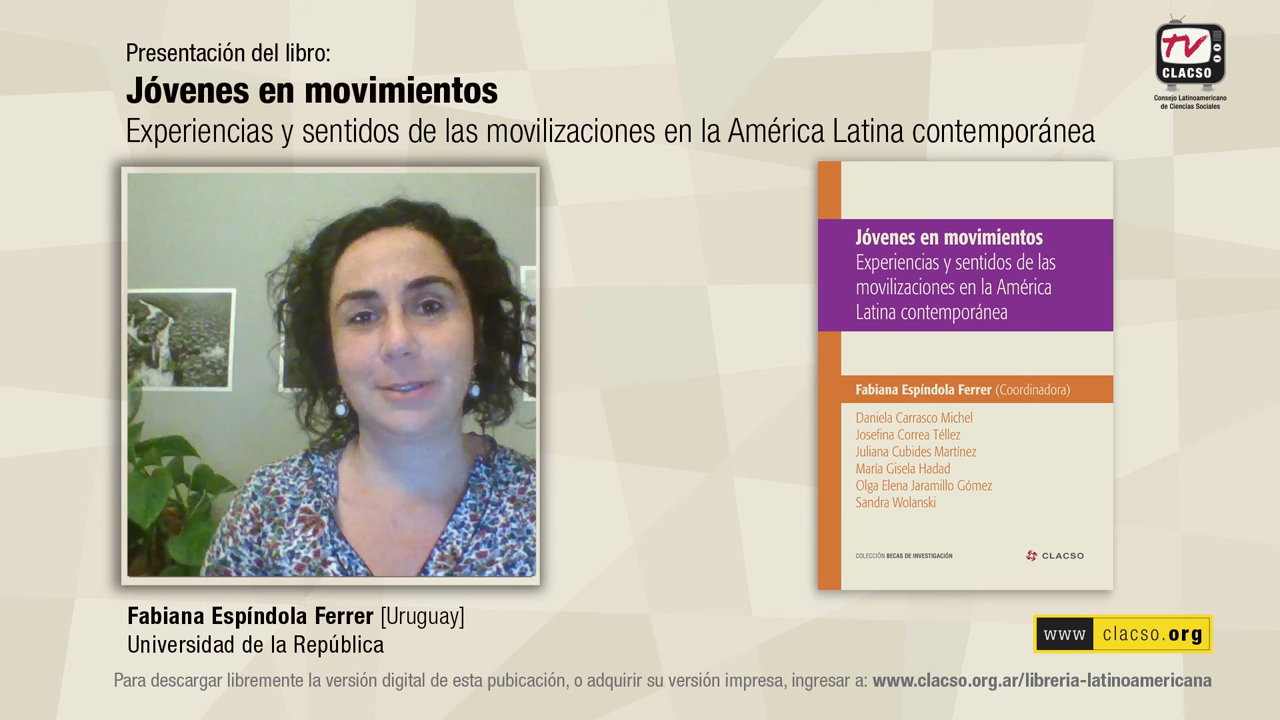 Presentación del libro:
Jóvenes en movimientos
Experiencias y sentidos de las movilizaciones en la América Latina contemporánea
TV
CLACSO
Consejo Latinoamericano
de Ciencias Sociales
Jóvenes en movimientos
Experiencias y sentidos de las
movilizaciones en la América
Latina contemporánea
Fabiana Espíndola Ferrer (Coordinadora)
Daniela Carrasco Michel
Josefina Correa Téllez
Juliana Cubides Martínez
María Gisela Hadad
Olga Elena Jaramillo Gómez
Sandra Wolanski
COLECCIÓN BECAS DE INVESTIGACIÓN
CLACSO
Fabiana Espíndola Ferrer [Uruguay]
Universidad de la República
www clacso.org
Para descargar libremente la versión digital de esta pubicación, o adquirir su versión impresa, ingresar a: www.clacso.org.ar/libreria-latinoamericana